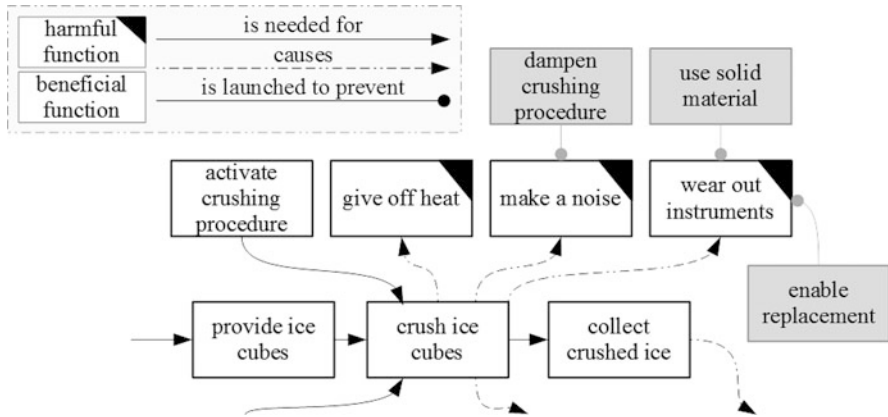 harmful
function
is needed for
causes
beneficial
function
is launched to prevent
dampen
crushing
procedure
use solid
material
activate
crushing
procedure
give off heat
make a noise
wear out
instruments
enable
replacement
provide ice
cubes
crush ice
cubes
collect
crushed ice